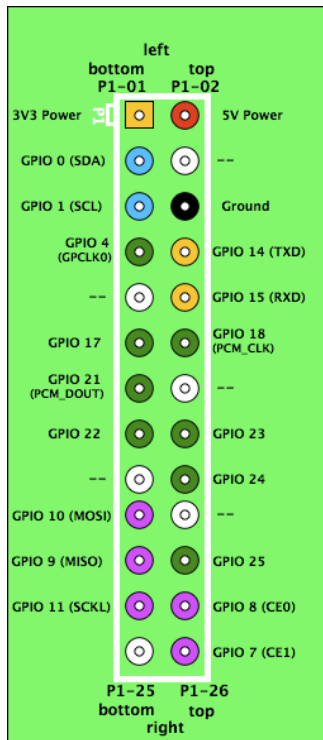 left
bottom top
P1-01 P1-02
3V3 Power P1 5V Power
GPIO 0 (SDA) --
GPIO 1 (SCL) Ground
GPIO 4
(GPCLK0) GPIO 14 (TXD)
-- GPIO 15 (RXD)
GPIO 17 GPIO 18
(PCM_CLK)
GPIO 21
(PCM_DOUT) --
GPIO 22 GPIO 23
-- GPIO 24
GPIO 10 (MOSI) --
GPIO 9 (MISO) GPIO 25
GPIO 11 (SCKL) GPIO 8 (CE0)
GPIO 7 (CE1)
P1-25 P1-26
bottom top
right